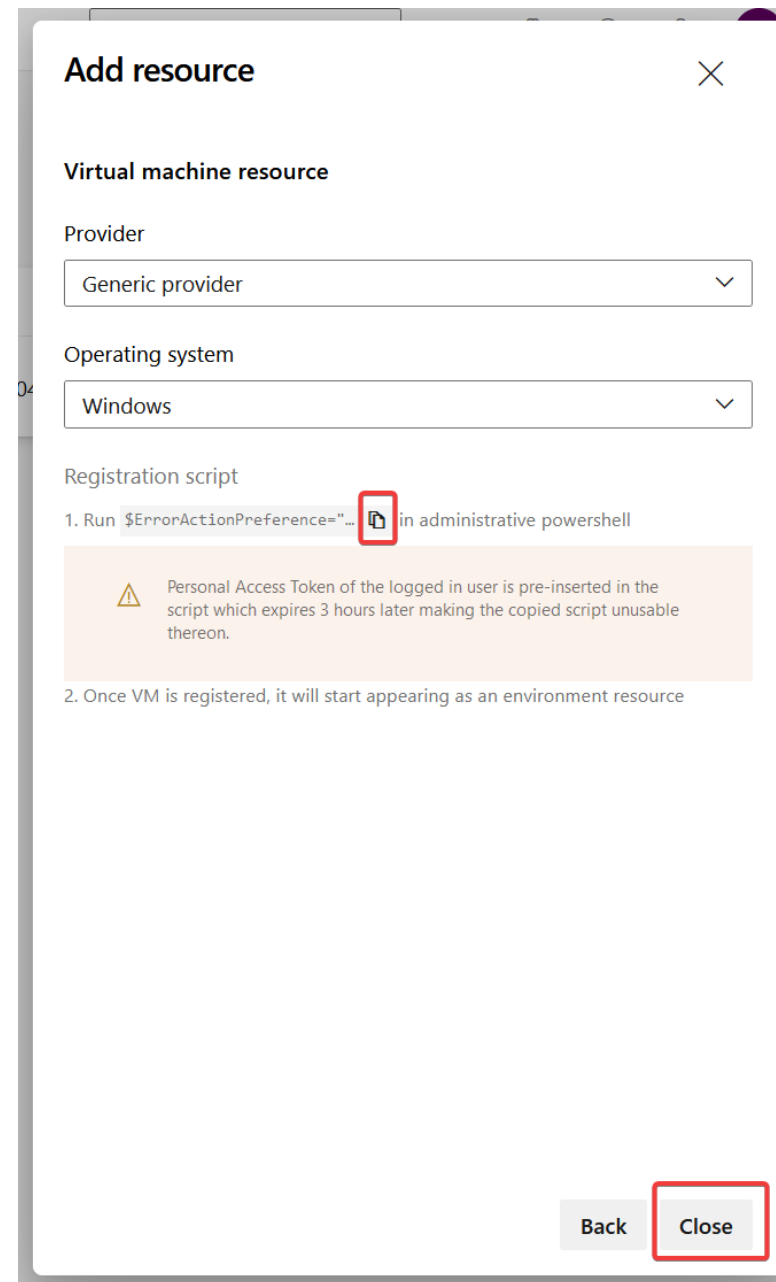 Add resource
Virtual machine resource
Provider
Generic provider
Operating system
Windows
04
Registration script
1. Run $ErrorActionPreference="… in administrative powershell
Personal Access Token of the logged in user is pre-inserted in the
script which expires 3 hours later making the copied script unusable
thereon.
2. Once VM is registered, it will start appearing as an environment resource
Back Close